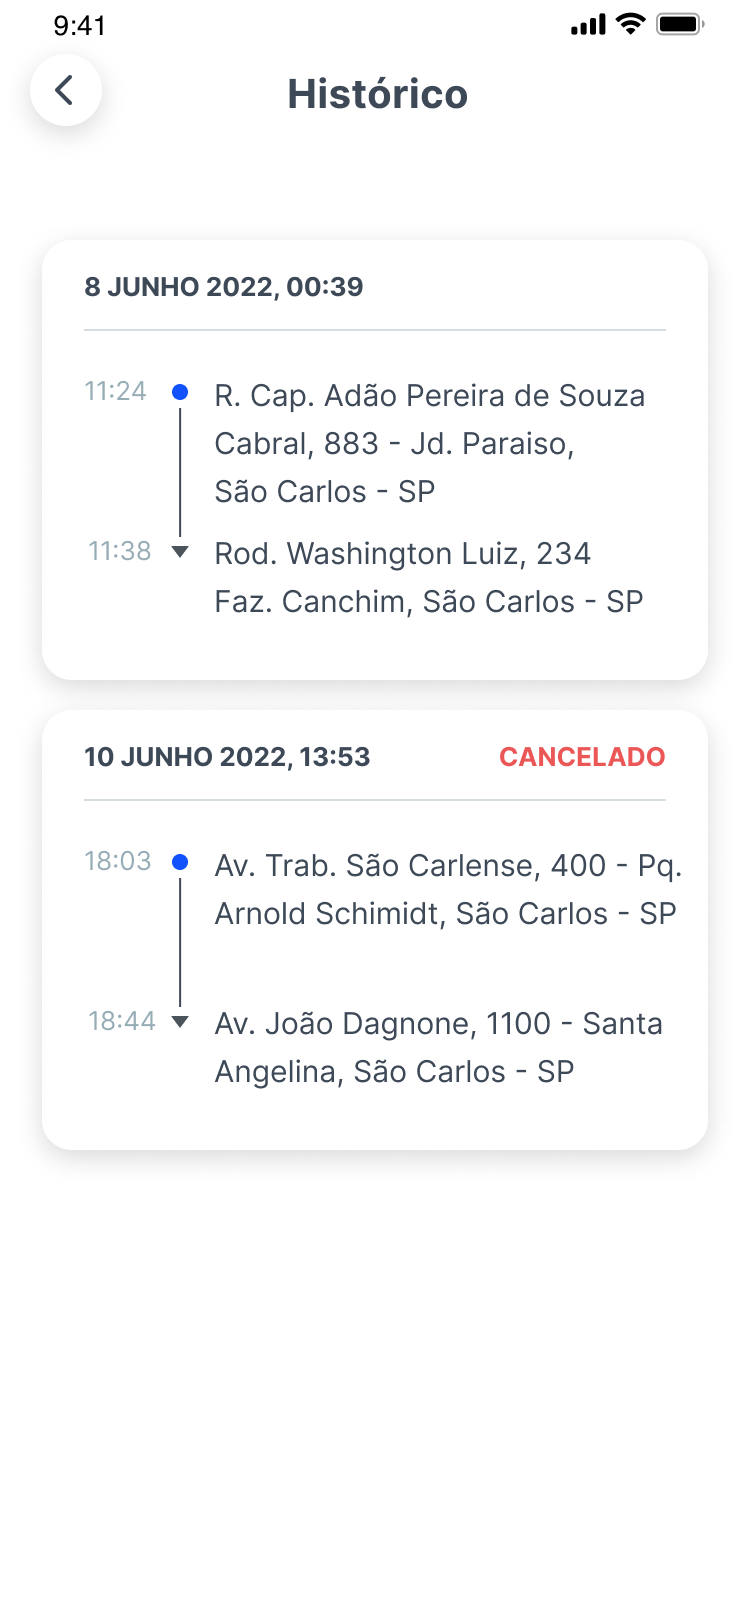 9:41
Histórico
8 JUNHO 2022, 00:39
11:24
R. Cap. Adão Pereira de Souza
Cabral, 883 - Jd. Paraiso,
São Carlos - SP
11:38
Rod. Washington Luiz, 234
Faz. Canchim, São Carlos - SP
10 JUNHO 2022, 13:53 CANCELADO
18:03
Av. Trab. São Carlense, 400 - Pq.
Arnold Schimidt, São Carlos - SP
18:44
Av. João Dagnone, 1100 - Santa
Angelina, São Carlos - SP